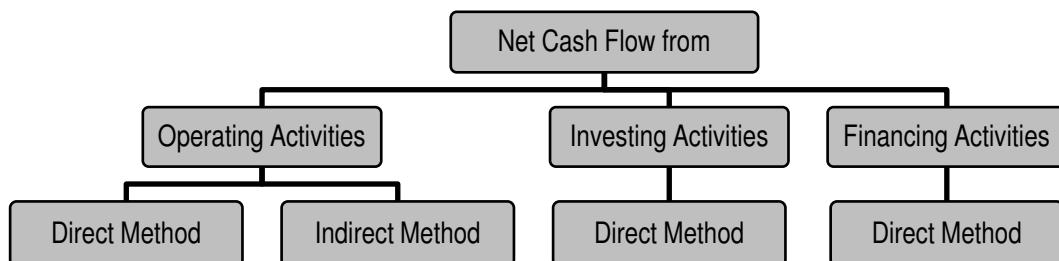 Net Cash Flow from
Operating Activities
Investing Activities
Financing Activities
Direct Method
Indirect Method
Direct Method
Direct Method